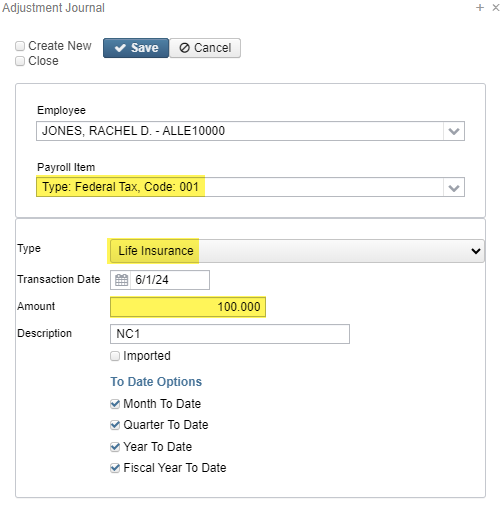 Adjustment Journal
Create New
Close
Save
Cancel
Employee
JONES, RACHEL D. - ALLE10000
Payroll Item
Type: Federal Tax, Code: 001
Type
Life Insurance
Transaction Date
6/1/24
Amount
100.000
Description
NC1
Imported
To Date Options
Month To Date
Quarter To Date
Year To Date
Fiscal Year To Date